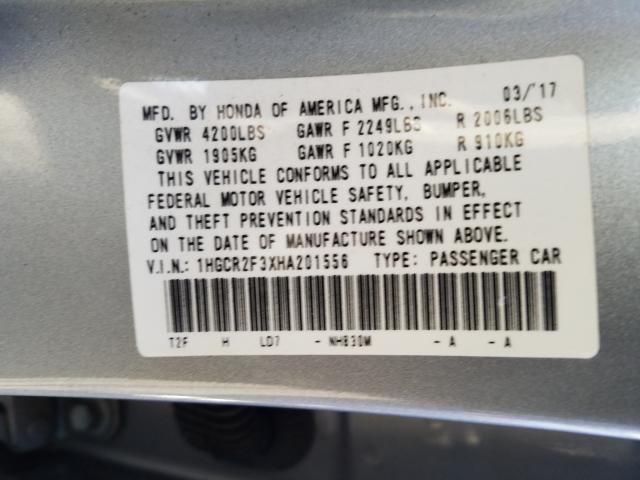 MFD. BY HONDA OF AMERICA MFG., INC. 03/'17
GVWR 4200LBS GAWR F 2249LBS R 2006LBS
GVWR 1905KG GAWR F 1020KG R 910KG
THIS VEHICLE CONFORMS TO ALL APPLICABLE
FEDERAL MOTOR VEHICLE SAFETY, BUMPER,
AND THEFT PREVENTION STANDARDS IN EFFECT
ON THE DATE OF MANUFACTURE SHOWN ABOVE.
V.I.N.: 1HGCR2F3XHA201556 TYPE: PASSENGER CAR
T2F H LD7 - NH830M - A - A